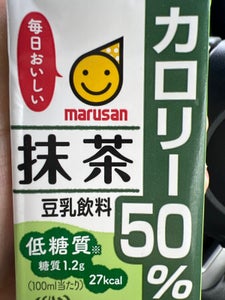 毎日おいしい
marusan
抹茶
豆乳飲料
カロリー50%
低糖質※
糖質1.2g
(100ml当たり)
27kcal